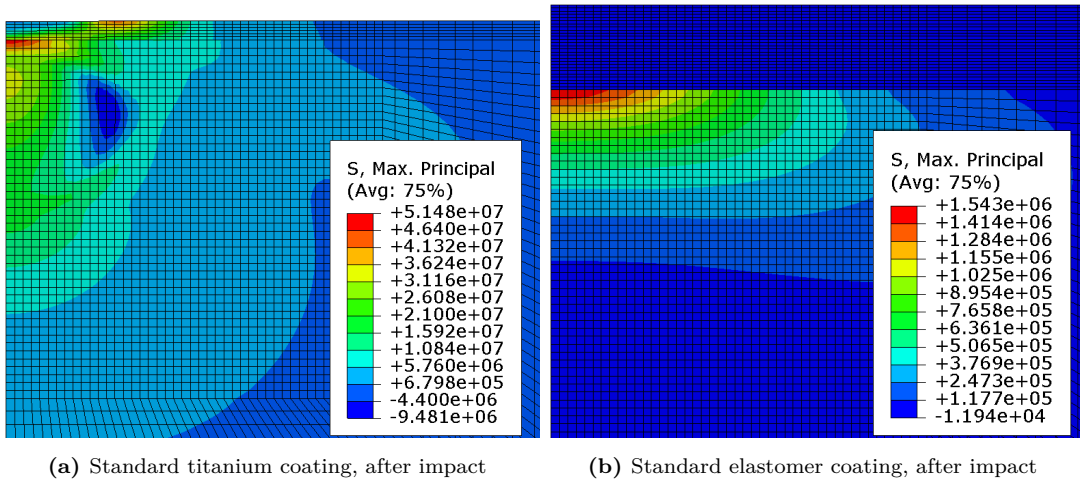 S, Max. Principal
(Avg: 75%)
+5.148e+07
+4.640e+07
+4.132e+07
+3.624e+07
+3.116e+07
+2.608e+07
+2.100e+07
+1.592e+07
+1.084e+07
+5.760e+06
+6.798e+05
-4.400e+06
-9.481e+06
S, Max. Principal
(Avg: 75%)
+1.543e+06
+1.414e+06
+1.284e+06
+1.155e+06
+1.025e+06
+8.954e+05
+7.658e+05
+6.361e+05
+5.065e+05
+3.769e+05
+2.473e+05
+1.177e+05
-1.194e+04
(a) Standard titanium coating, after impact
(b) Standard elastomer coating, after impact